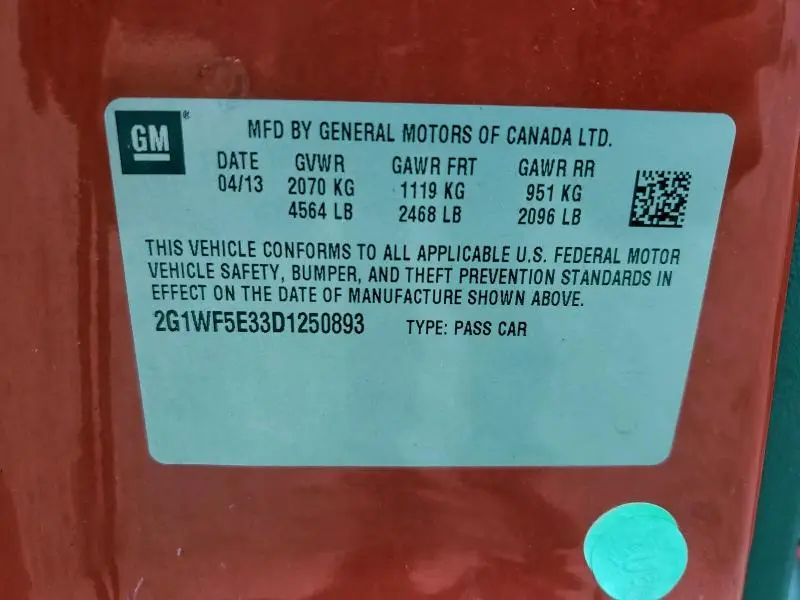 GM ®
MFD BY GENERAL MOTORS OF CANADA LTD.
DATE GVWR GAWR FRT GAWR RR
04/13 2070 KG 1119 KG 951 KG
4564 LB 2468 LB 2096 LB
THIS VEHICLE CONFORMS TO ALL APPLICABLE U.S. FEDERAL MOTOR
VEHICLE SAFETY, BUMPER, AND THEFT PREVENTION STANDARDS IN
EFFECT ON THE DATE OF MANUFACTURE SHOWN ABOVE.
2G1WF5E33D1250893 TYPE: PASS CAR